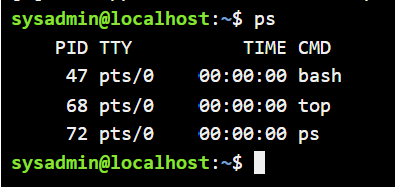 sysadmin@localhost:~$ ps
    PID TTY          TIME CMD
     47 pts/0    00:00:00 bash
     68 pts/0    00:00:00 top
     72 pts/0    00:00:00 ps
sysadmin@localhost:~$